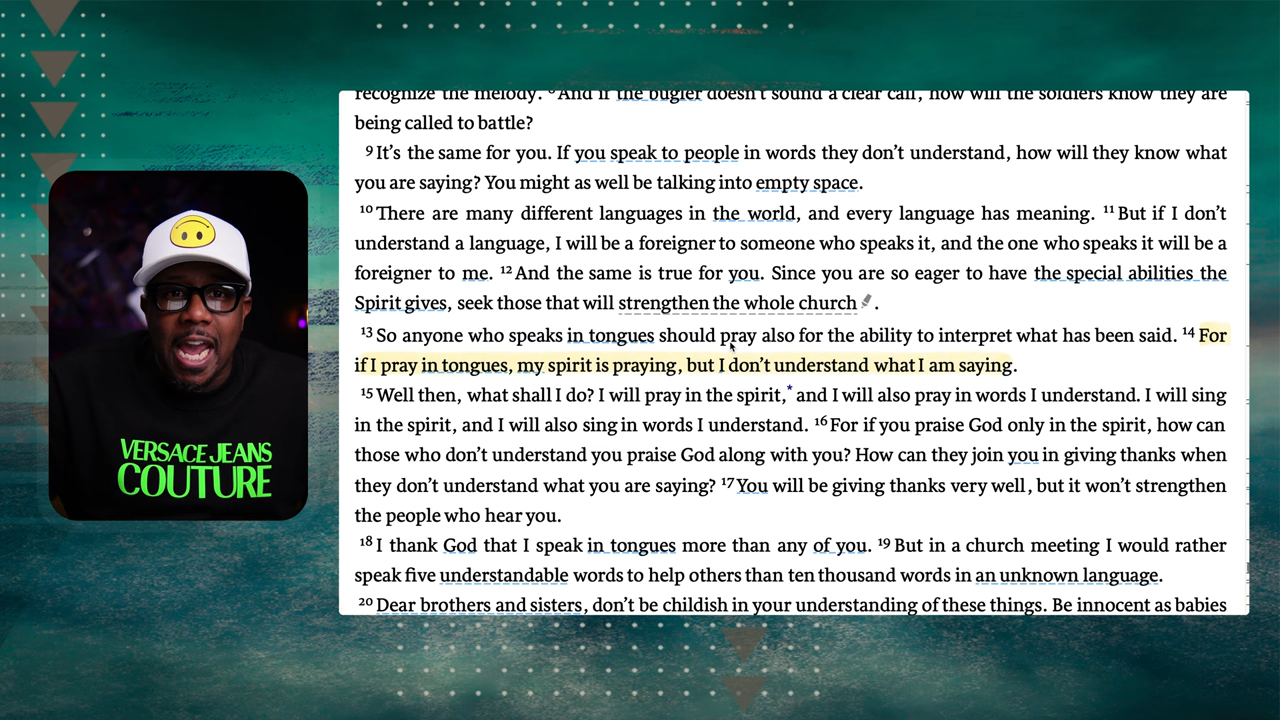 VERSACE JEANS
COUTURE
recognize the melody. 8 And if the bugler doesn't sound a clear call, how will the soldiers know they are
being called to battle?
9 It's the same for you. If you speak to people in words they don't understand, how will they know what
you are saying? You might as well be talking into empty space.
10 There are many different languages in the world, and every language has meaning. 11 But if I don't
understand a language, I will be a foreigner to someone who speaks it, and the one who speaks it will be a
foreigner to me. 12 And the same is true for you. Since you are so eager to have the special abilities the
Spirit gives, seek those that will strengthen the whole church.
13 So anyone who speaks in tongues should pray also for the ability to interpret what has been said. 14 For
if I pray in tongues, my spirit is praying, but I don't understand what I am saying.
15 Well then, what shall I do? I will pray in the spirit,* and I will also pray in words I understand. I will sing
in the spirit, and I will also sing in words I understand. 16 For if you praise God only in the spirit, how can
those who don't understand you praise God along with you? How can they join you in giving thanks when
they don't understand what you are saying? 17 You will be giving thanks very well, but it won't strengthen
the people who hear you.
18 I thank God that I speak in tongues more than any of you. 19 But in a church meeting I would rather
speak five understandable words to help others than ten thousand words in an unknown language.
20 Dear brothers and sisters, don't be childish in your understanding of these things. Be innocent as babies